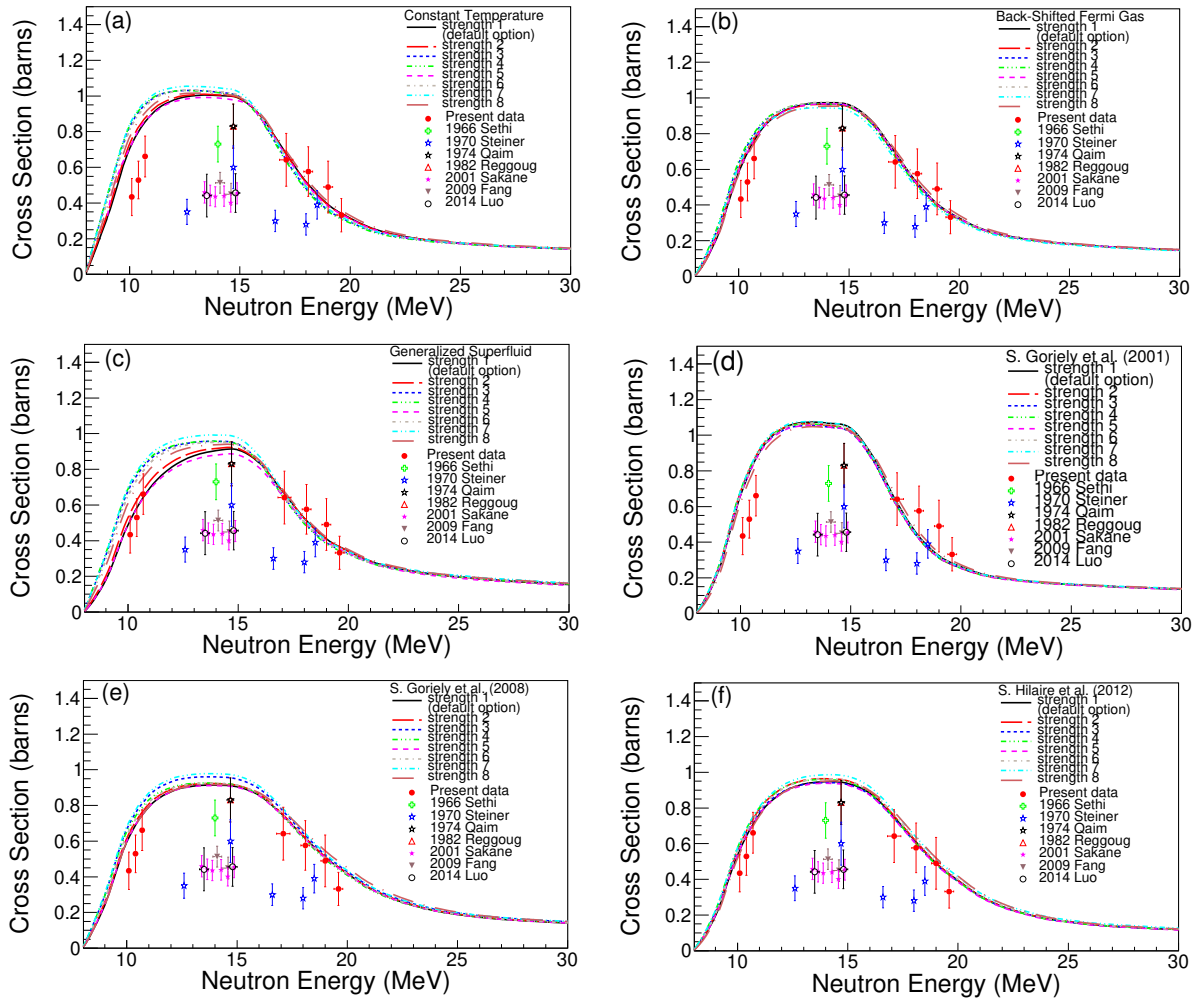 (a)
Constant Temperature
strength 1
(default option)
strength 2
strength 3
strength 4
strength 5
strength 6
strength 7
strength 8
Present data
1966 Sethi
1970 Steiner
1974 Qaim
1982 Reggoug
2001 Sakane
2009 Fang
2014 Luo
Cross Section (barns)
0
0.2
0.4
0.6
0.8
1
1.2
1.4
10
15
20
25
30
Neutron Energy (MeV)
(b)
Back-Shifted Fermi Gas
strength 1
(default option)
strength 2
strength 3
strength 4
strength 5
strength 6
strength 7
strength 8
Present data
1966 Sethi
1970 Steiner
1974 Qaim
1982 Reggoug
2001 Sakane
2009 Fang
2014 Luo
Cross Section (barns)
0
0.2
0.4
0.6
0.8
1
1.2
1.4
10
15
20
25
30
Neutron Energy (MeV)
(c)
Generalized Superfluid
strength 1
(default option)
strength 2
strength 3
strength 4
strength 5
strength 6
strength 7
strength 8
Present data
1966 Sethi
1970 Steiner
1974 Qaim
1982 Reggoug
2001 Sakane
2009 Fang
2014 Luo
Cross Section (barns)
0
0.2
0.4
0.6
0.8
1
1.2
1.4
10
15
20
25
30
Neutron Energy (MeV)
(d)
S. Goriely et al. (2001)
strength 1
(default option)
strength 2
strength 3
strength 4
strength 5
strength 6
strength 7
strength 8
Present data
1966 Sethi
1970 Steiner
1974 Qaim
1982 Reggoug
2001 Sakane
2009 Fang
2014 Luo
Cross Section (barns)
0
0.2
0.4
0.6
0.8
1
1.2
1.4
10
15
20
25
30
Neutron Energy (MeV)
(e)
S. Goriely et al. (2008)
strength 1
(default option)
strength 2
strength 3
strength 4
strength 5
strength 6
strength 7
strength 8
Present data
1966 Sethi
1970 Steiner
1974 Qaim
1982 Reggoug
2001 Sakane
2009 Fang
2014 Luo
Cross Section (barns)
0
0.2
0.4
0.6
0.8
1
1.2
1.4
10
15
20
25
30
Neutron Energy (MeV)
(f)
S. Hilaire et al. (2012)
strength 1
(default option)
strength 2
strength 3
strength 4
strength 5
strength 6
strength 7
strength 8
Present data
1966 Sethi
1970 Steiner
1974 Qaim
1982 Reggoug
2001 Sakane
2009 Fang
2014 Luo
Cross Section (barns)
0
0.2
0.4
0.6
0.8
1
1.2
1.4
10
15
20
25
30
Neutron Energy (MeV)